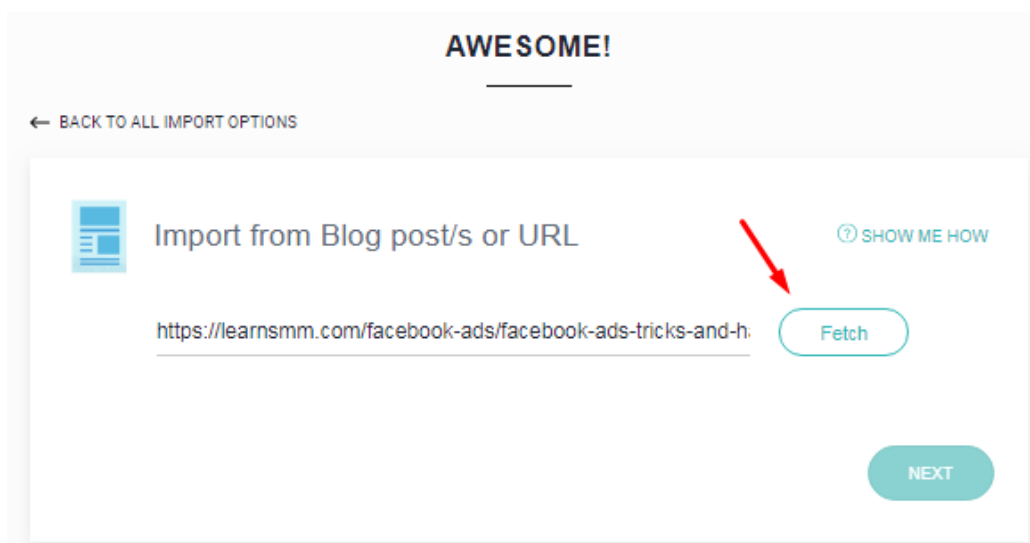 AWESOME!
← BACK TO ALL IMPORT OPTIONS
Import from Blog post/s or URL
? SHOW ME HOW
https://learnsmm.com/facebook-ads/facebook-ads-tricks-and-h
Fetch
NEXT